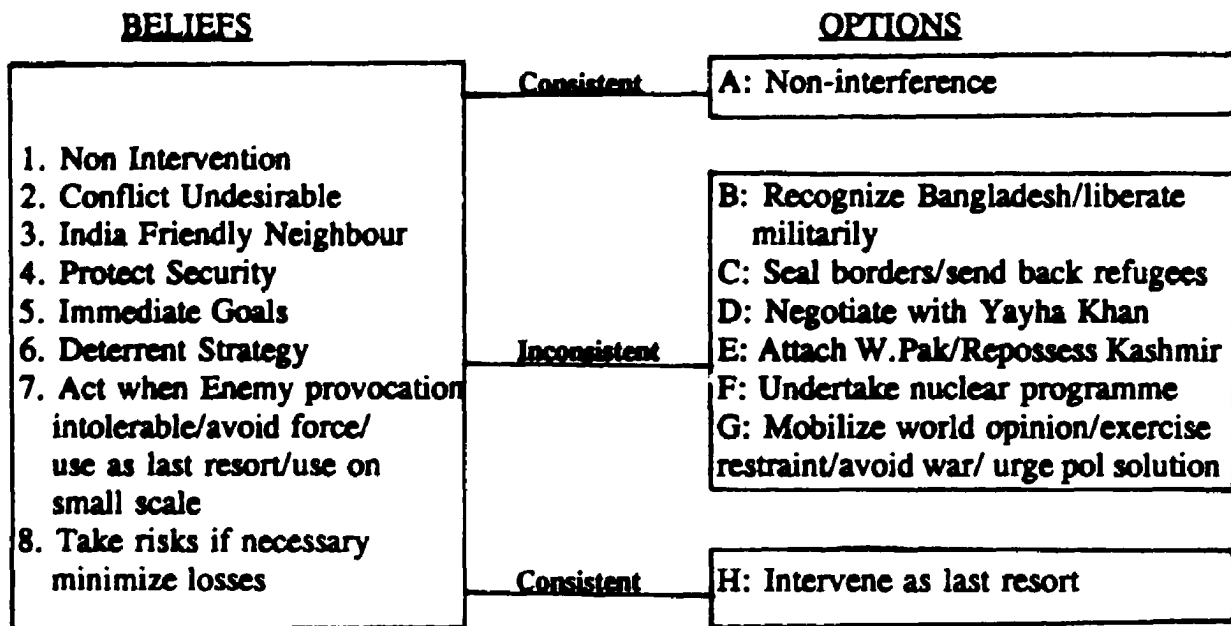 BELIEFS
1. Non Intervention
2. Conflict Undesirable
3. India Friendly Neighbour
4. Protect Security
5. Immediate Goals
6. Deterrent Strategy
7. Act when Enemy provocation
intolerable/avoid force/
use as last resort/use on
small scale
8. Take risks if necessary
minimize losses
Consistent
Inconsistent
Consistent
OPTIONS
A: Non-interference
B: Recognize Bangladesh/liberate
militarily
C: Seal borders/send back refugees
D: Negotiate with Yayha Khan
E: Attach W.Pak/Repossess Kashmir
F: Undertake nuclear programme
G: Mobilize world opinion/exercise
restraint/avoid war/ urge pol solution
H: Intervene as last resort